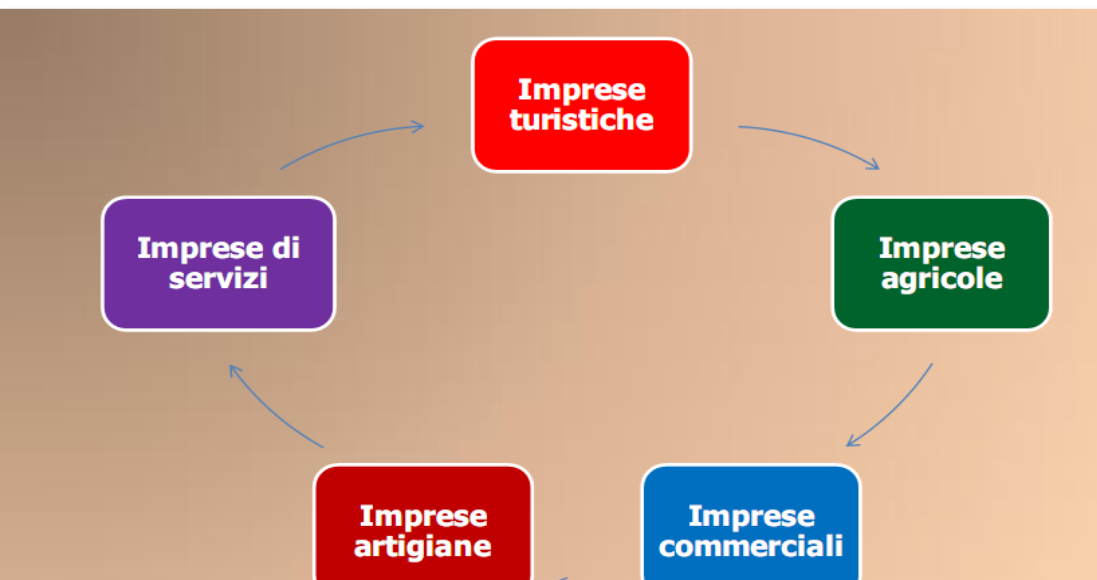 Imprese
turistiche
Imprese di
servizi
Imprese
agricole
Imprese
artigiane
Imprese
commerciali